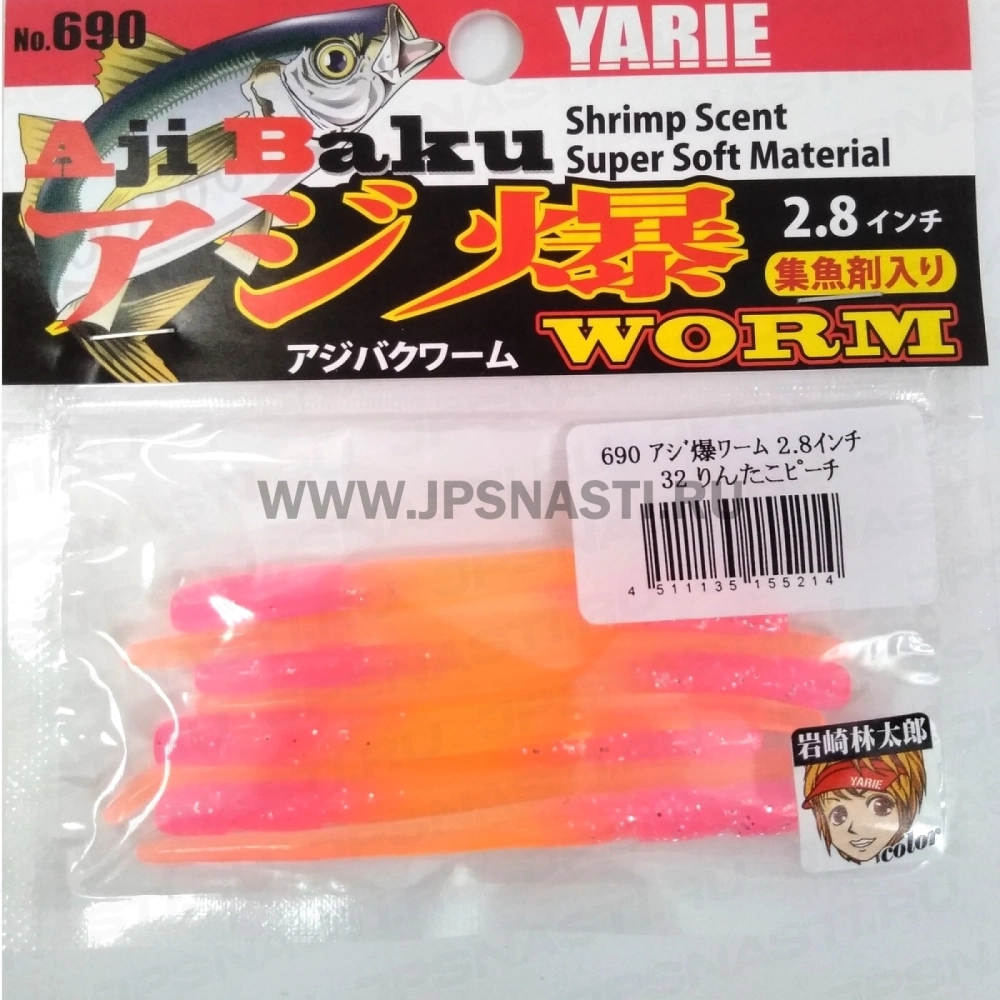 No.690
YARIE
Aji Baku
Shrimp Scent
Super Soft Material
アジ爆
2.8インチ
集魚剤入り
アジバクワーム
WORM
690 アジ爆ワーム 2.8インチ
32 りんたこピーチ
WWW.JPSNASTI.RU
4 511135 155214
岩崎林太郎
YARIE
color